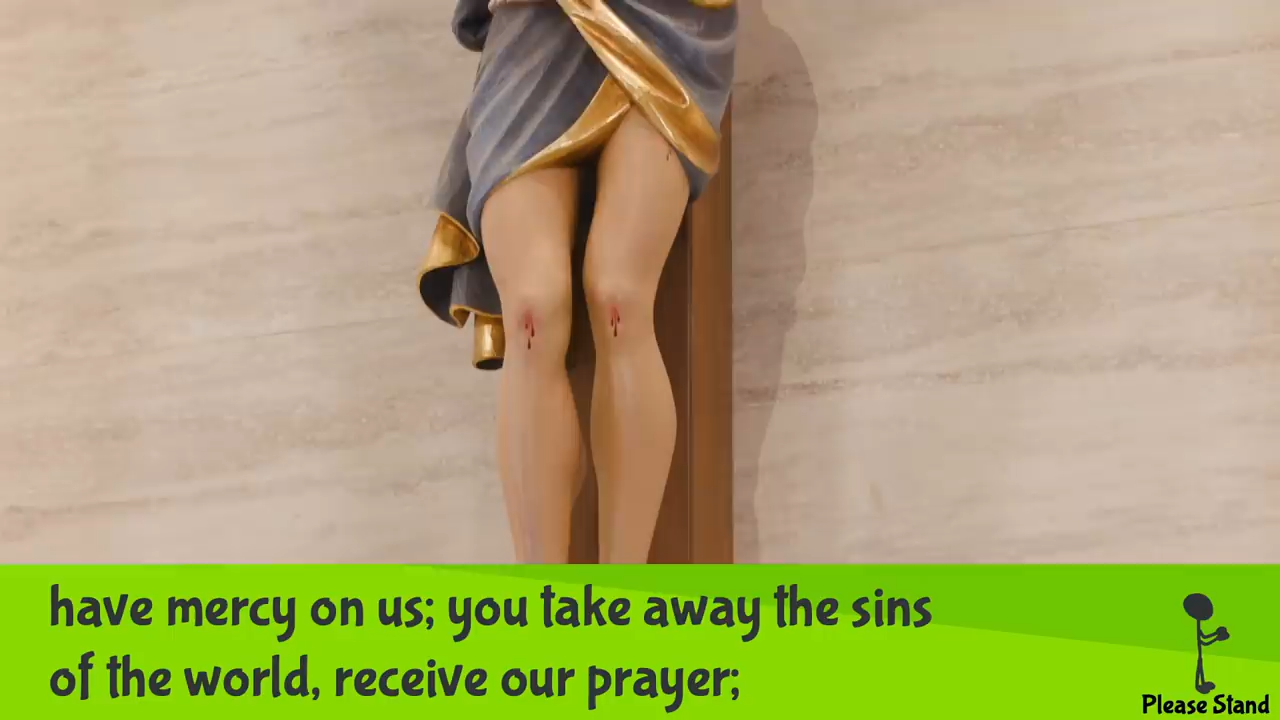 have mercy on us; you take away the sins
of the world, receive our prayer;
Please Stand